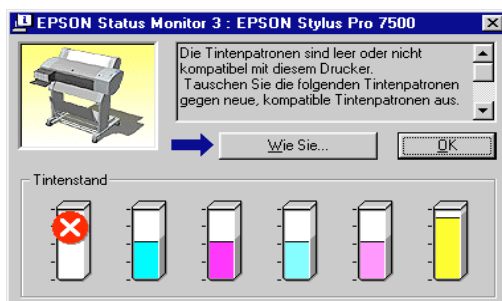 EPSON Status Monitor 3 : EPSON Stylus Pro 7500
Die Tintenpatronen sind leer oder nicht
kompatibel mit diesem Drucker.
Tauschen Sie die folgenden Tintenpatronen
gegen neue, kompatible Tintenpatronen aus.
Wie Sie...
OK
Tintenstand